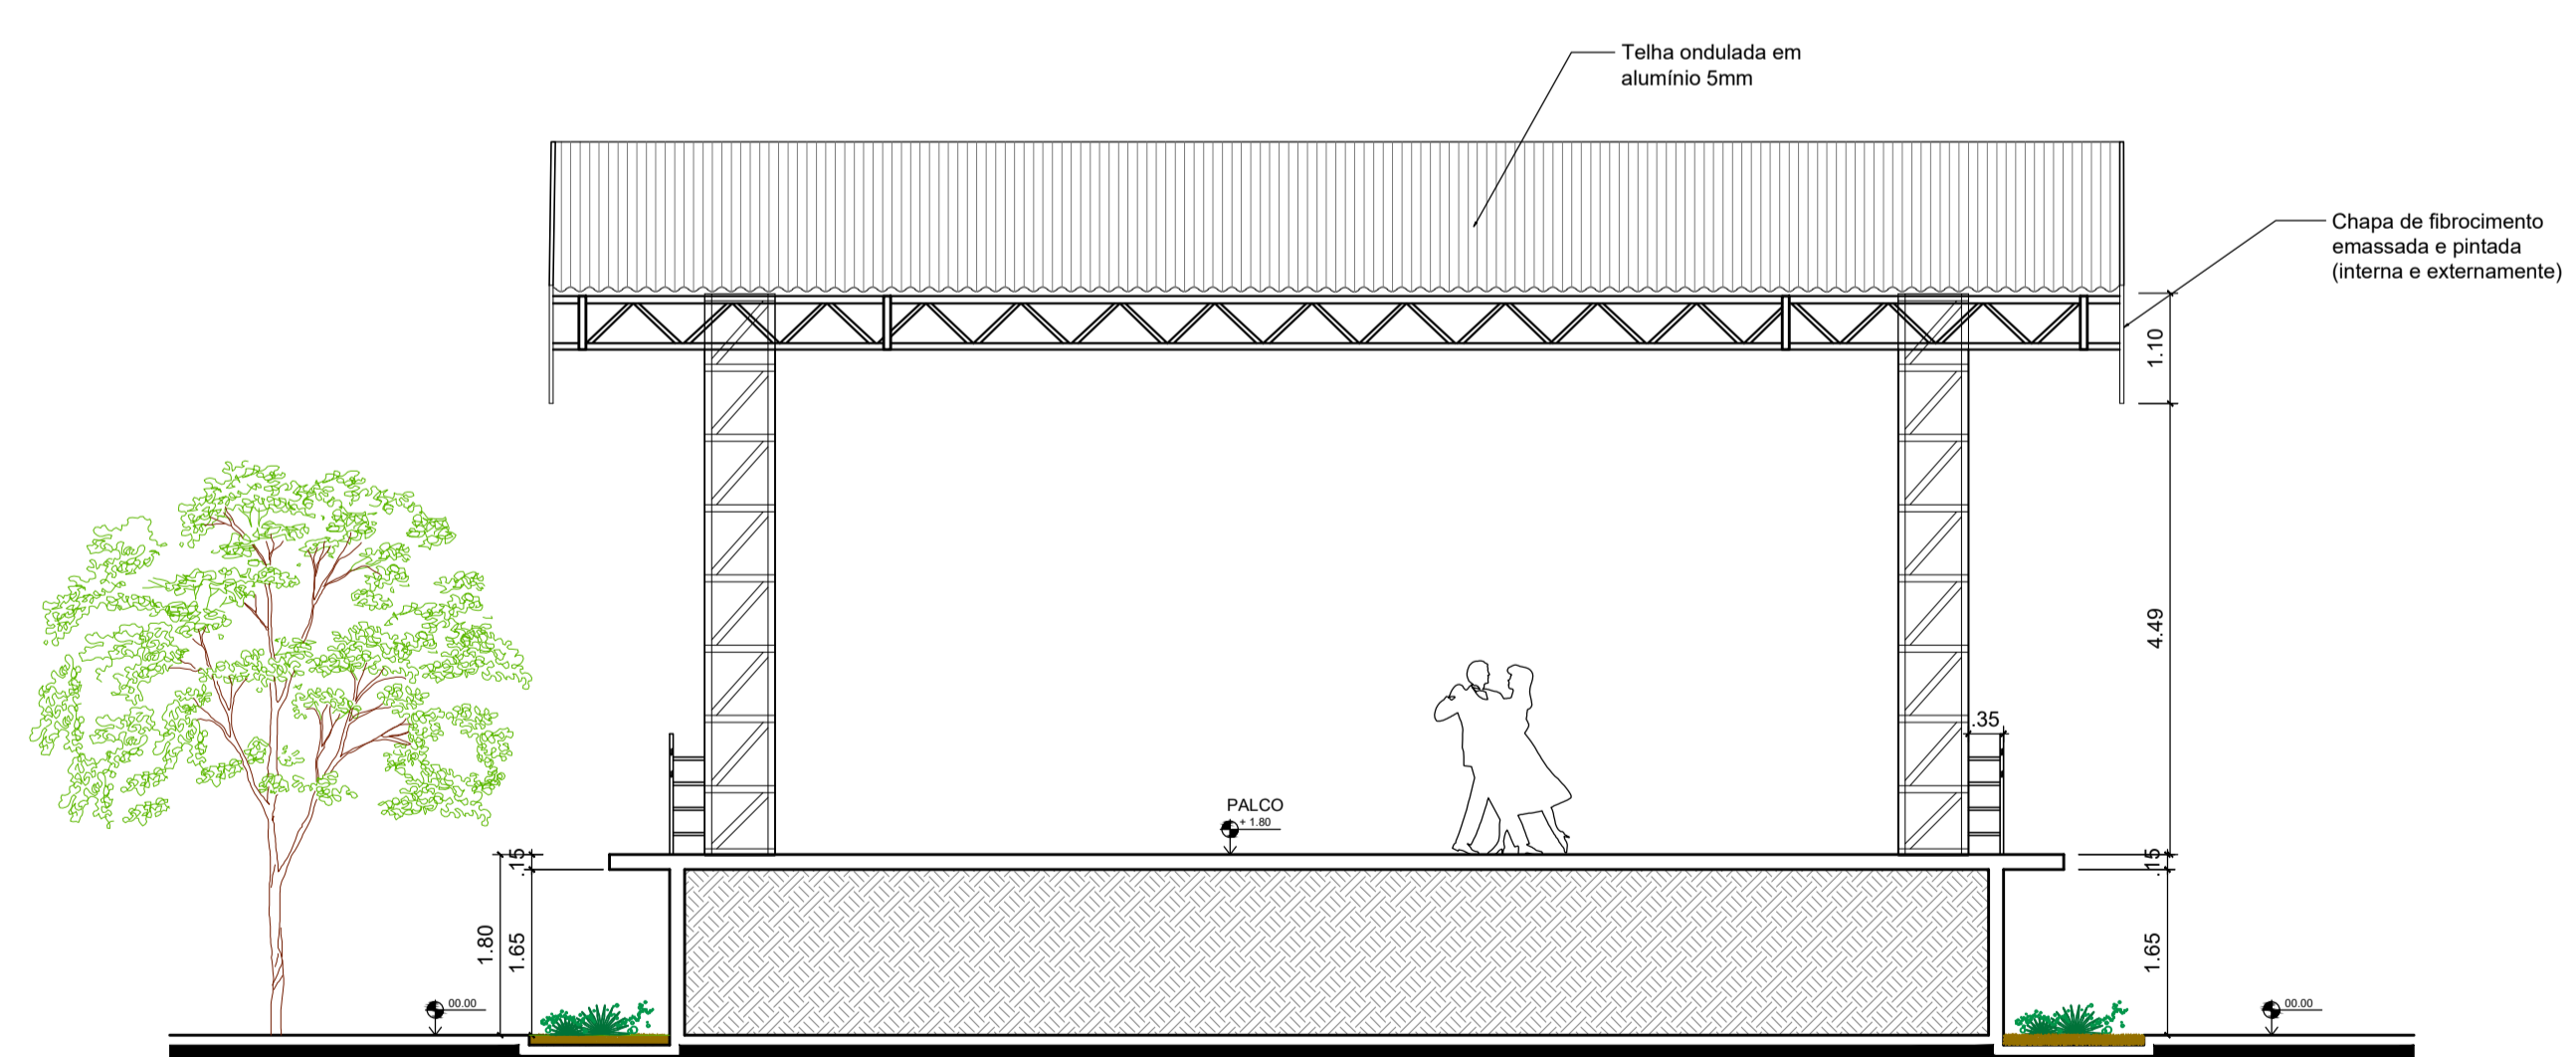 Telha ondulada em
alumínio 5mm
Chapa de fibrocimento
emassada e pintada
(interna e externamente)
1.10
4.49
.35
PALCO
+ 1.80
.15
.15
1.80
1.65
1.65
00.00
00.00